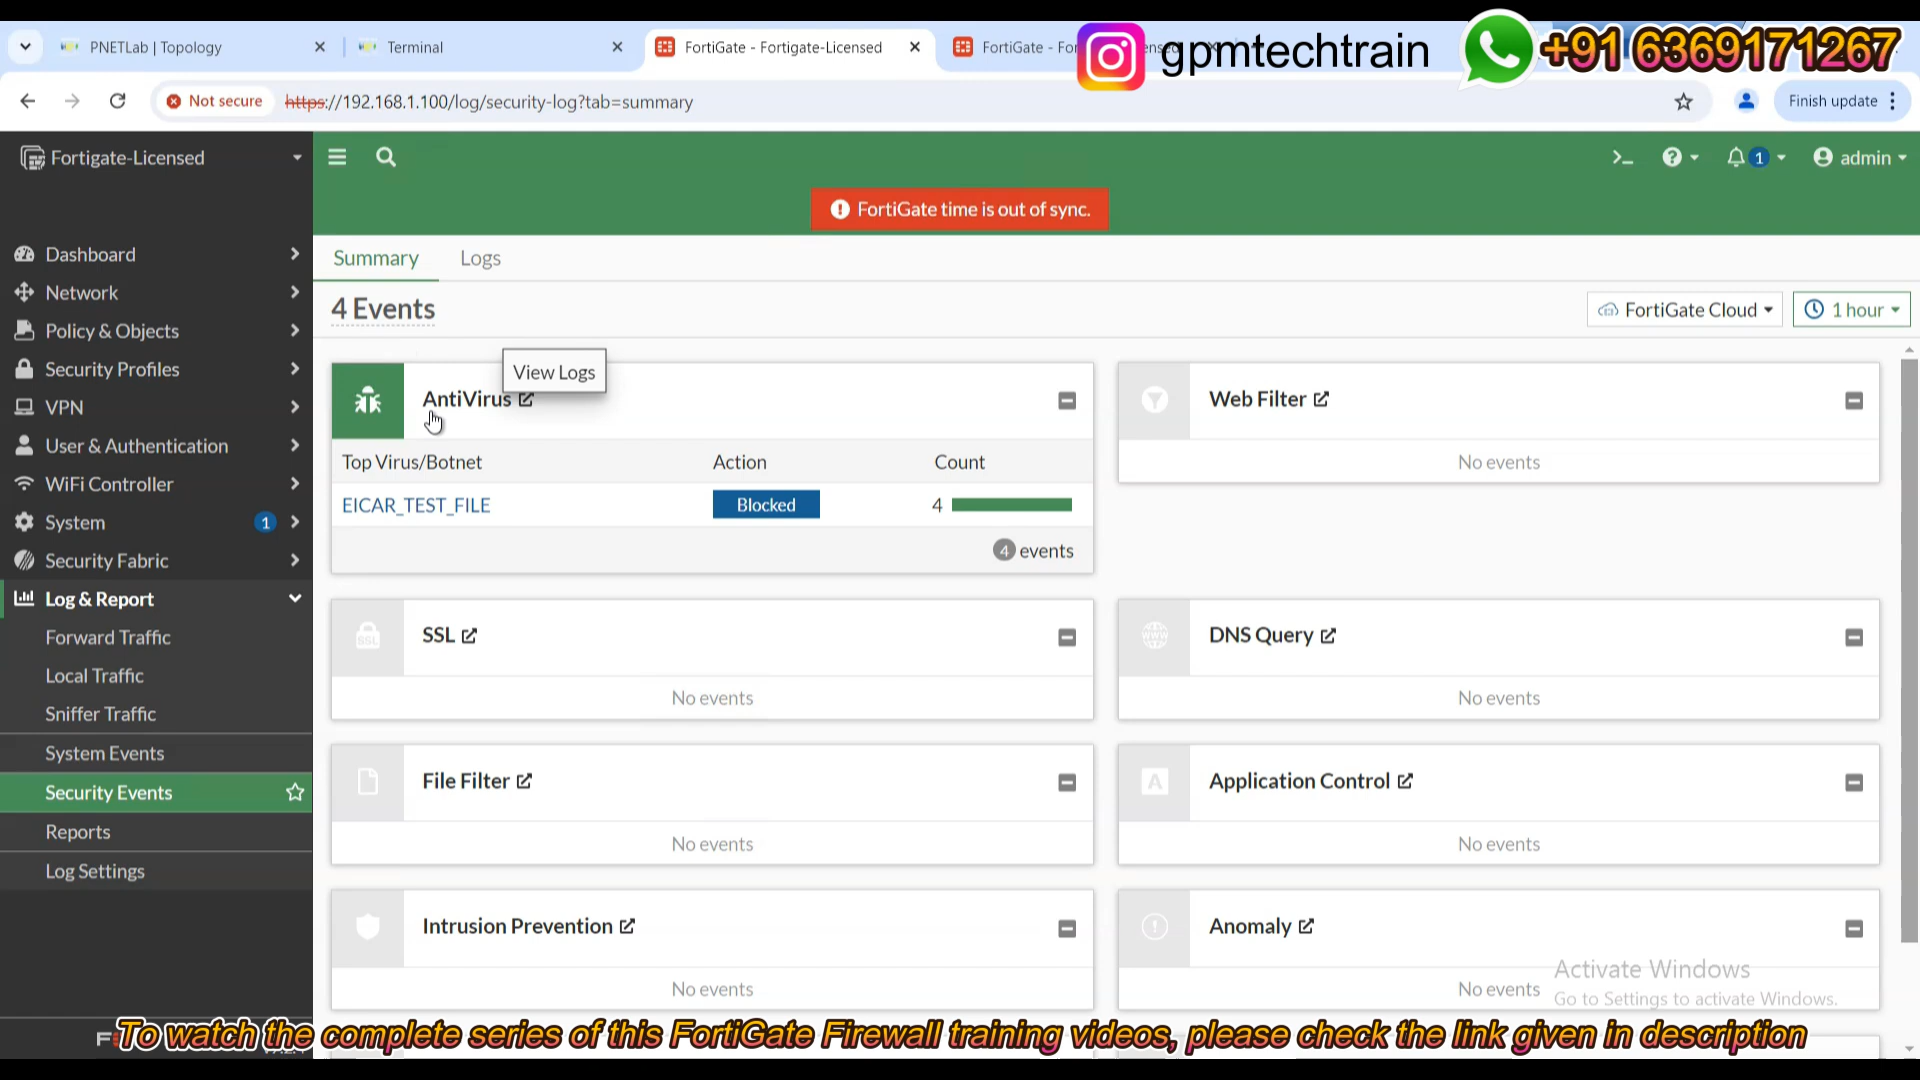 PNETLab | Topology
Terminal
FortiGate - Fortigate-Licensed
FortiGate - For
gpmtechtrain
+91 6369171267
Not secure
https://192.168.1.100/log/security-log?tab=summary
Finish update
Fortigate-Licensed
1
admin
FortiGate time is out of sync.
Dashboard
Network
Policy & Objects
Security Profiles
VPN
User & Authentication
WiFi Controller
System
1
Security Fabric
Log & Report
Forward Traffic
Local Traffic
Sniffer Traffic
System Events
Security Events
Reports
Log Settings
Summary
Logs
4 Events
FortiGate Cloud
1 hour
View Logs
AntiVirus
Top Virus/Botnet
Action
Count
EICAR_TEST_FILE
Blocked
4
4 events
Web Filter
No events
SSL
SSL
No events
WWW
DNS Query
No events
File Filter
No events
A
Application Control
No events
Intrusion Prevention
No events
Anomaly
No events
Activate Windows
Go to Settings to activate Windows.
To watch the complete series of this FortiGate Firewall training videos, please check the link given in description